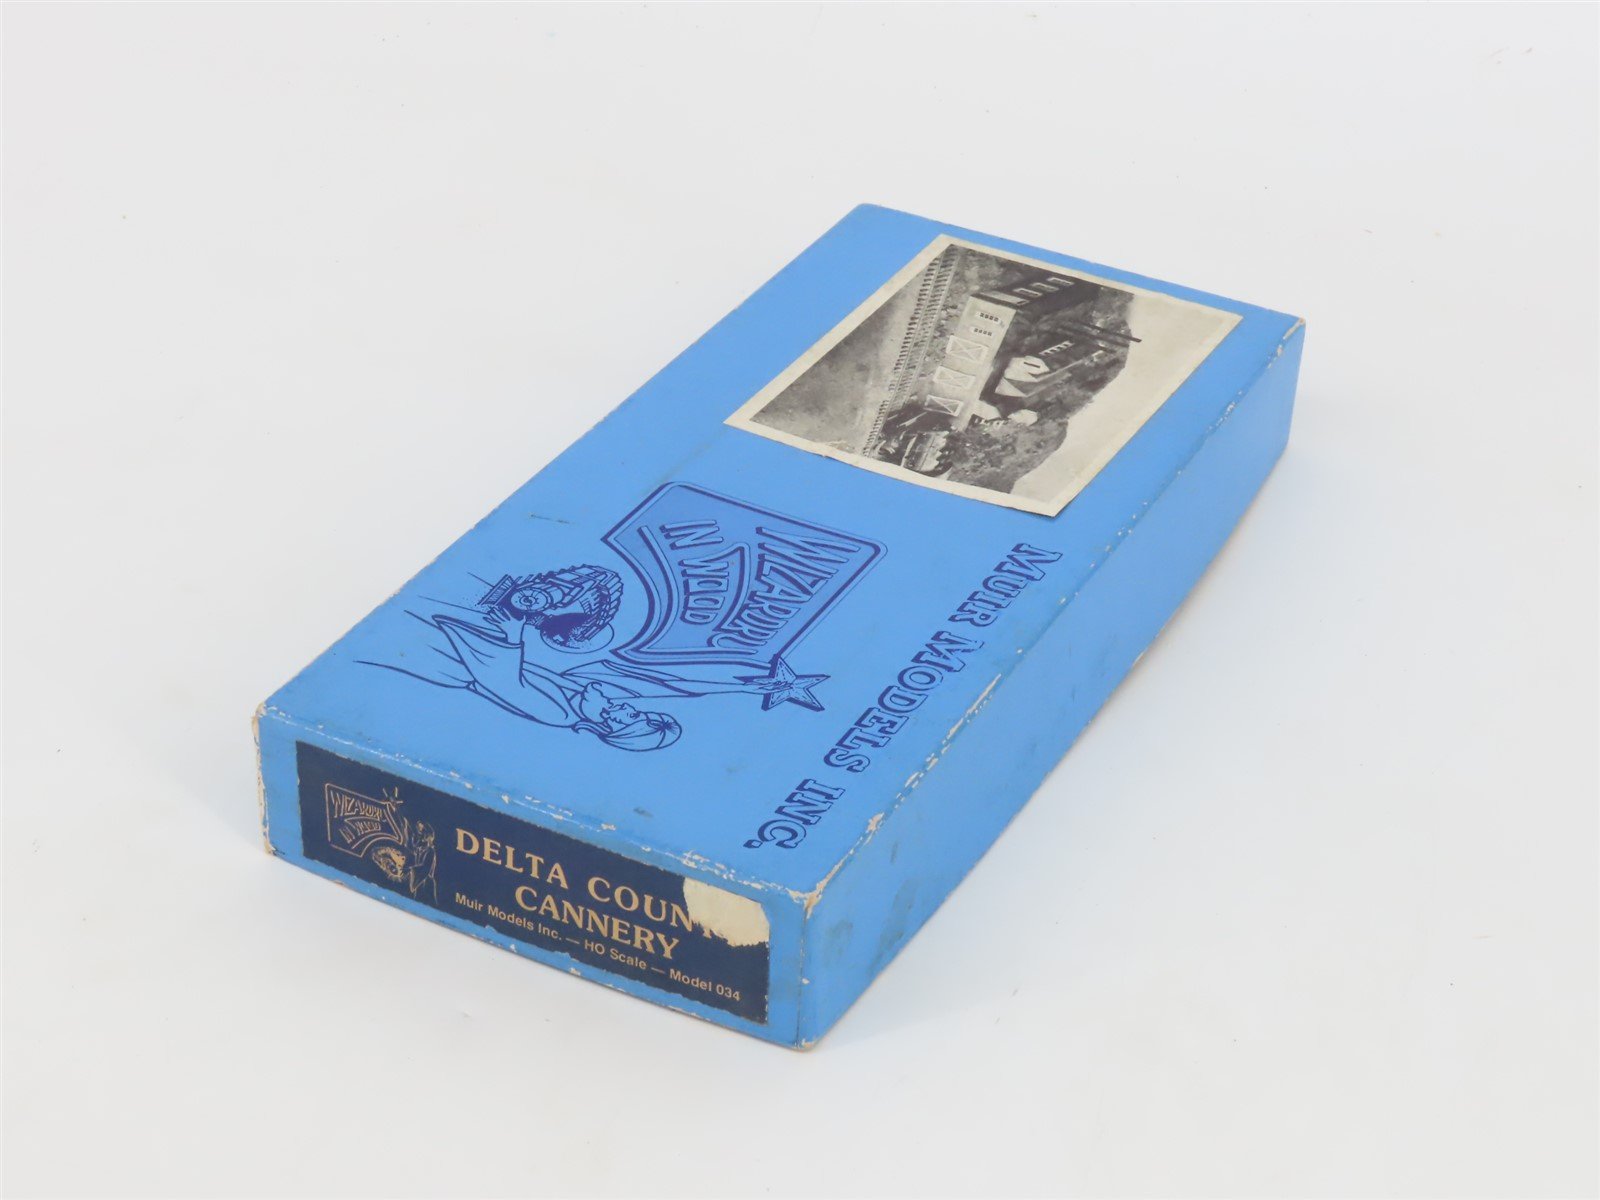 MUIR MODELS INC.
WIZARDRY
IN WOOD
WIZARDRY
IN WOOD
DELTA COUNT
CANNERY
Muir Models Inc. — HO Scale — Model 034